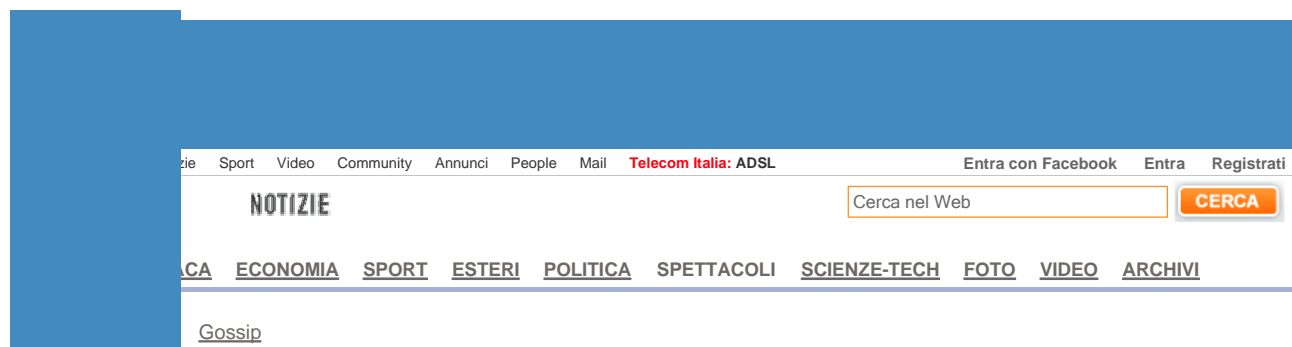 Sport Video Community Annunci People Mail Telecom Italia: ADSL Entra con Facebook Entra Registrati
NOTIZIE Cerca nel Web CERCA
ECONOMIA SPORT ESTERI POLITICA SPETTACOLI SCIENZE-TECH FOTO VIDEO ARCHIVI
Gossip